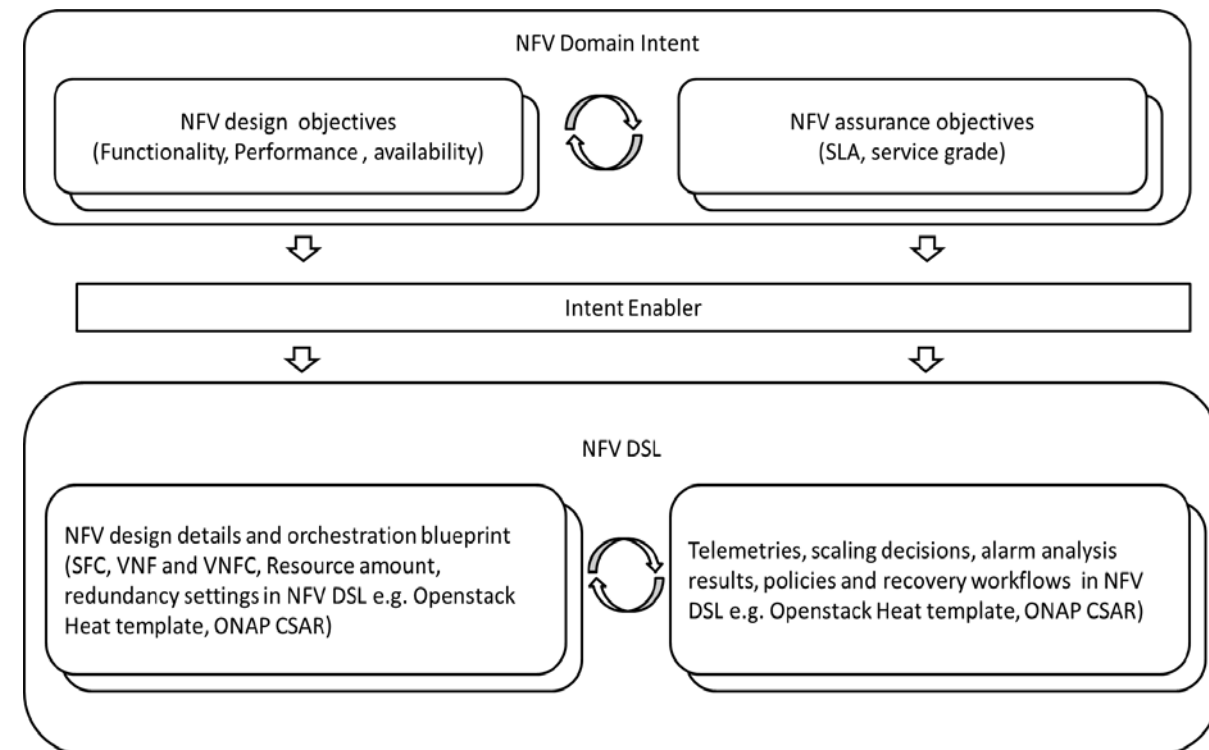 NFV Domain Intent
NFV design objectives
(Functionality, Performance , availability)
NFV assurance objectives
(SLA, service grade)
Intent Enabler
NFV DSL
NFV design details and orchestration blueprint
(SFC, VNF and VNFC, Resource amount,
redundancy settings in NFV DSL e.g. Openstack
Heat template, ONAP CSAR)
Telemetries, scaling decisions, alarm analysis
results, policies and recovery workflows in NFV
DSL e.g. Openstack Heat template, ONAP CSAR)